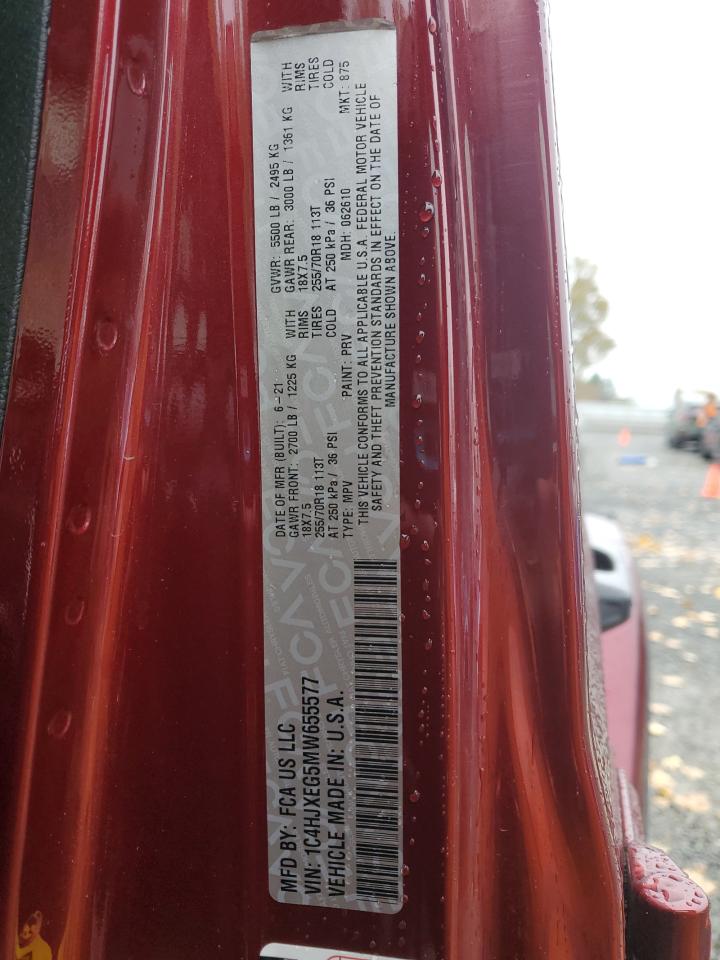 MFD BY: FCA US LLC
VIN: 1C4HJXEG5MW655577
VEHICLE MADE IN: U.S.A.
DATE OF MFR (BUILT): 6-21 GVWR: 5500 LB / 2495 KG
GAWR FRONT: 2700 LB / 1225 KG WITH GAWR REAR: 3000 LB / 1361 KG WITH
18X7.5 RIMS 18X7.5 RIMS
255/70R18 113T TIRES 255/70R18 113T TIRES
AT 250 kPa / 36 PSI COLD AT 250 kPa / 36 PSI COLD
TYPE: MPV PAINT: PRV MDH: 062610 MKT: 875
THIS VEHICLE CONFORMS TO ALL APPLICABLE U.S.A. FEDERAL MOTOR VEHICLE
SAFETY AND THEFT PREVENTION STANDARDS IN EFFECT ON THE DATE OF
MANUFACTURE SHOWN ABOVE.